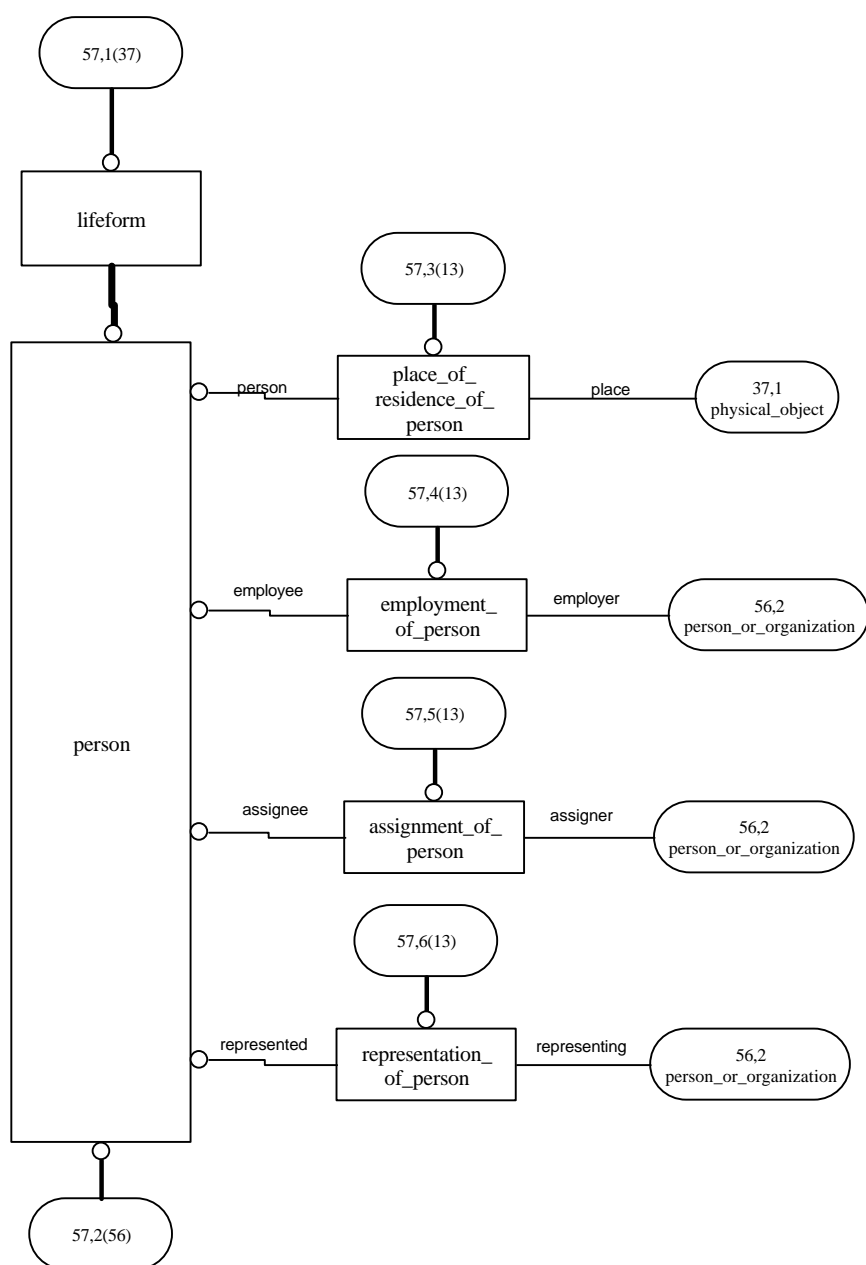 57,1(37)
lifeform
57,3(13)
person
place_of_
residence_of_
person
place
37,1
physical_object
57,4(13)
employee
employment_
of_person
employer
56,2
person_or_organization
57,5(13)
person
assignee
assignment_of_
person
assigner
56,2
person_or_organization
57,6(13)
represented
representation_
of_person
representing
56,2
person_or_organization
57,2(56)